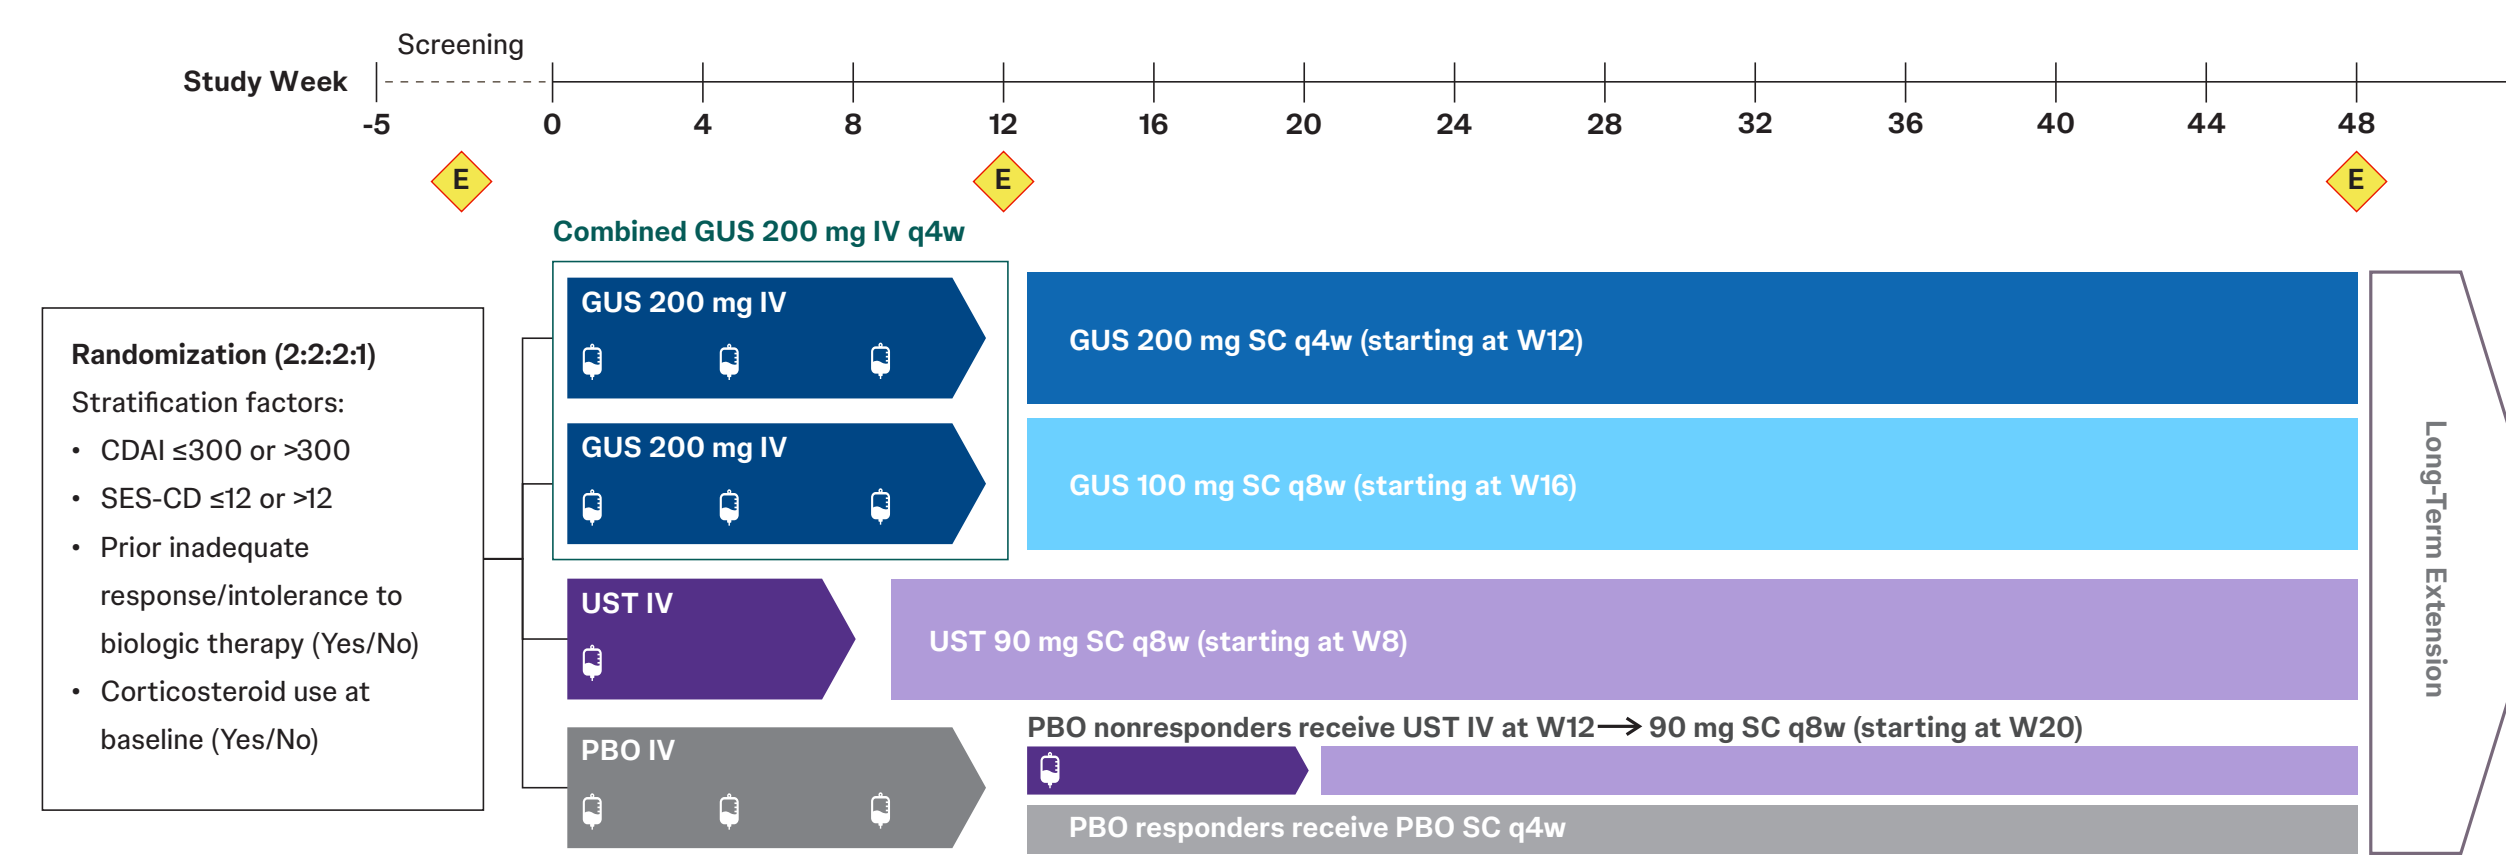 Screening
Study Week
-5 0 4 8 12 16 20 24 28 32 36 40 44 48
E E E
Combined GUS 200 mg IV q4w
GUS 200 mg IV
GUS 200 mg SC q4w (starting at W12)
Randomization (2:2:2:1)
Stratification factors:
• CDAI ≤300 or >300
• SES-CD ≤12 or >12
• Prior inadequate
response/intolerance to
biologic therapy (Yes/No)
• Corticosteroid use at
baseline (Yes/No)
GUS 200 mg IV
GUS 100 mg SC q8w (starting at W16)
UST IV
UST 90 mg SC q8w (starting at W8)
PBO IV
PBO nonresponders receive UST IV at W12→ 90 mg SC q8w (starting at W20)
PBO responders receive PBO SC q4w
Long-Term Extension